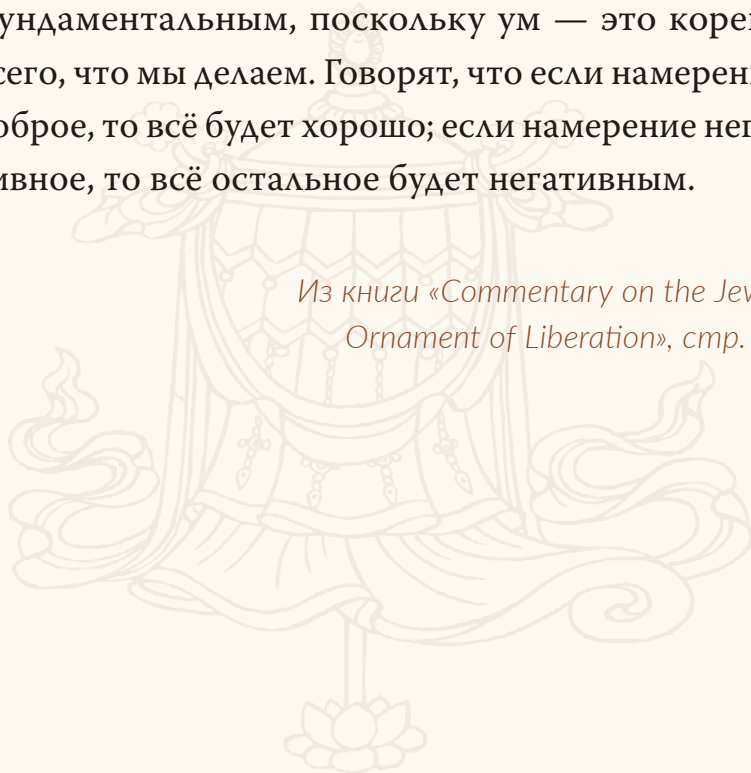 ундаментальным, поскольку ум — это коре
сего, что мы делаем. Говорят, что если намерен
оброе, то всё будет хорошо; если намерение нег
ивное, то всё остальное будет негативным.
Из книги «Commentary on the Jew
Ornament of Liberation», стр.